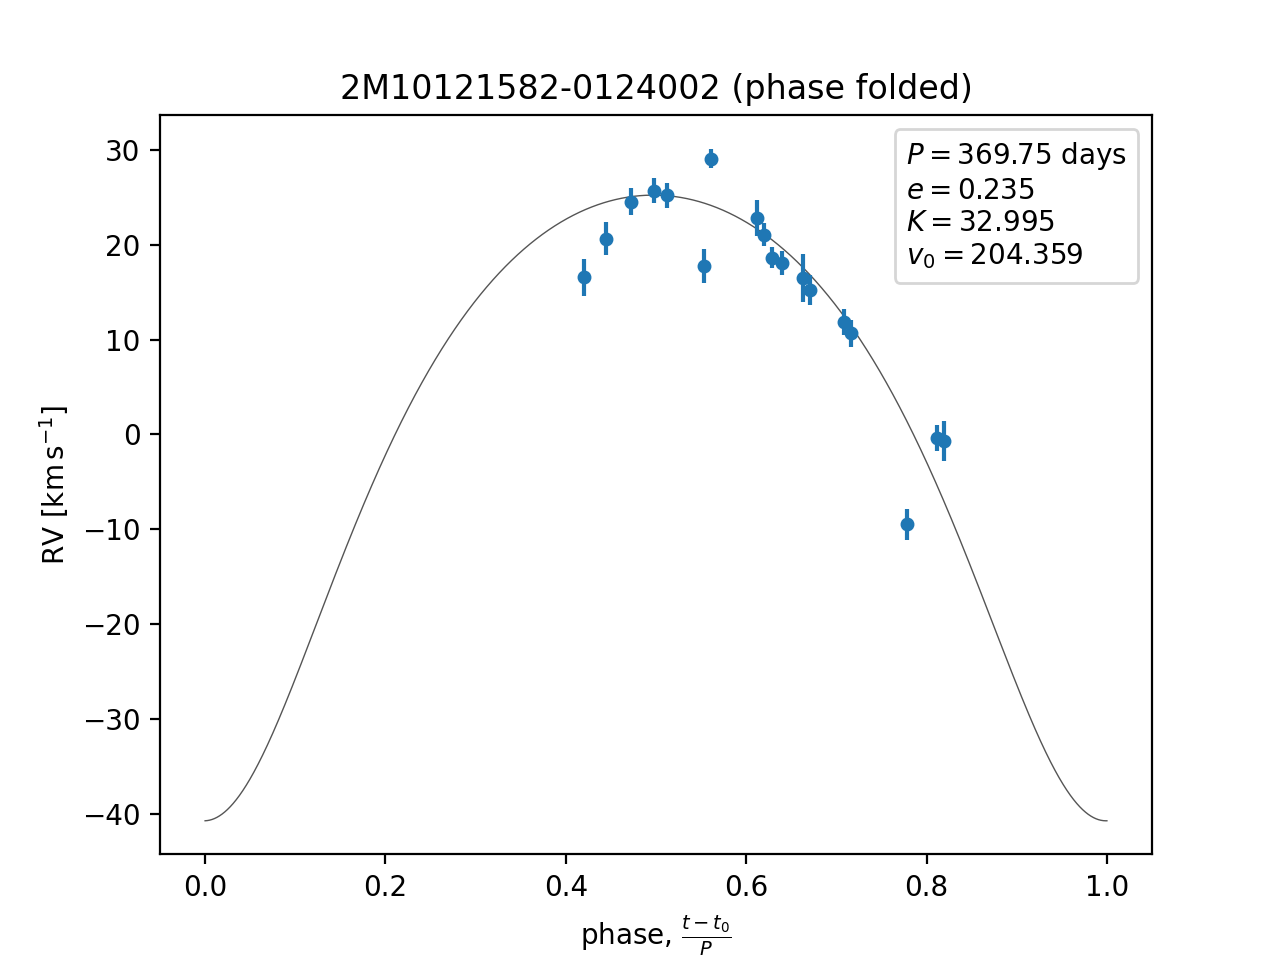 2M10121582-0124002 (phase folded)
P = 369.75 days
e = 0.235
K = 32.995
v₀ = 204.359
30
20
10
0
−10
−20
−30
−40
RV [km s⁻¹]
0.0 0.2 0.4 0.6 0.8 1.0
phase, (t − t₀)/P